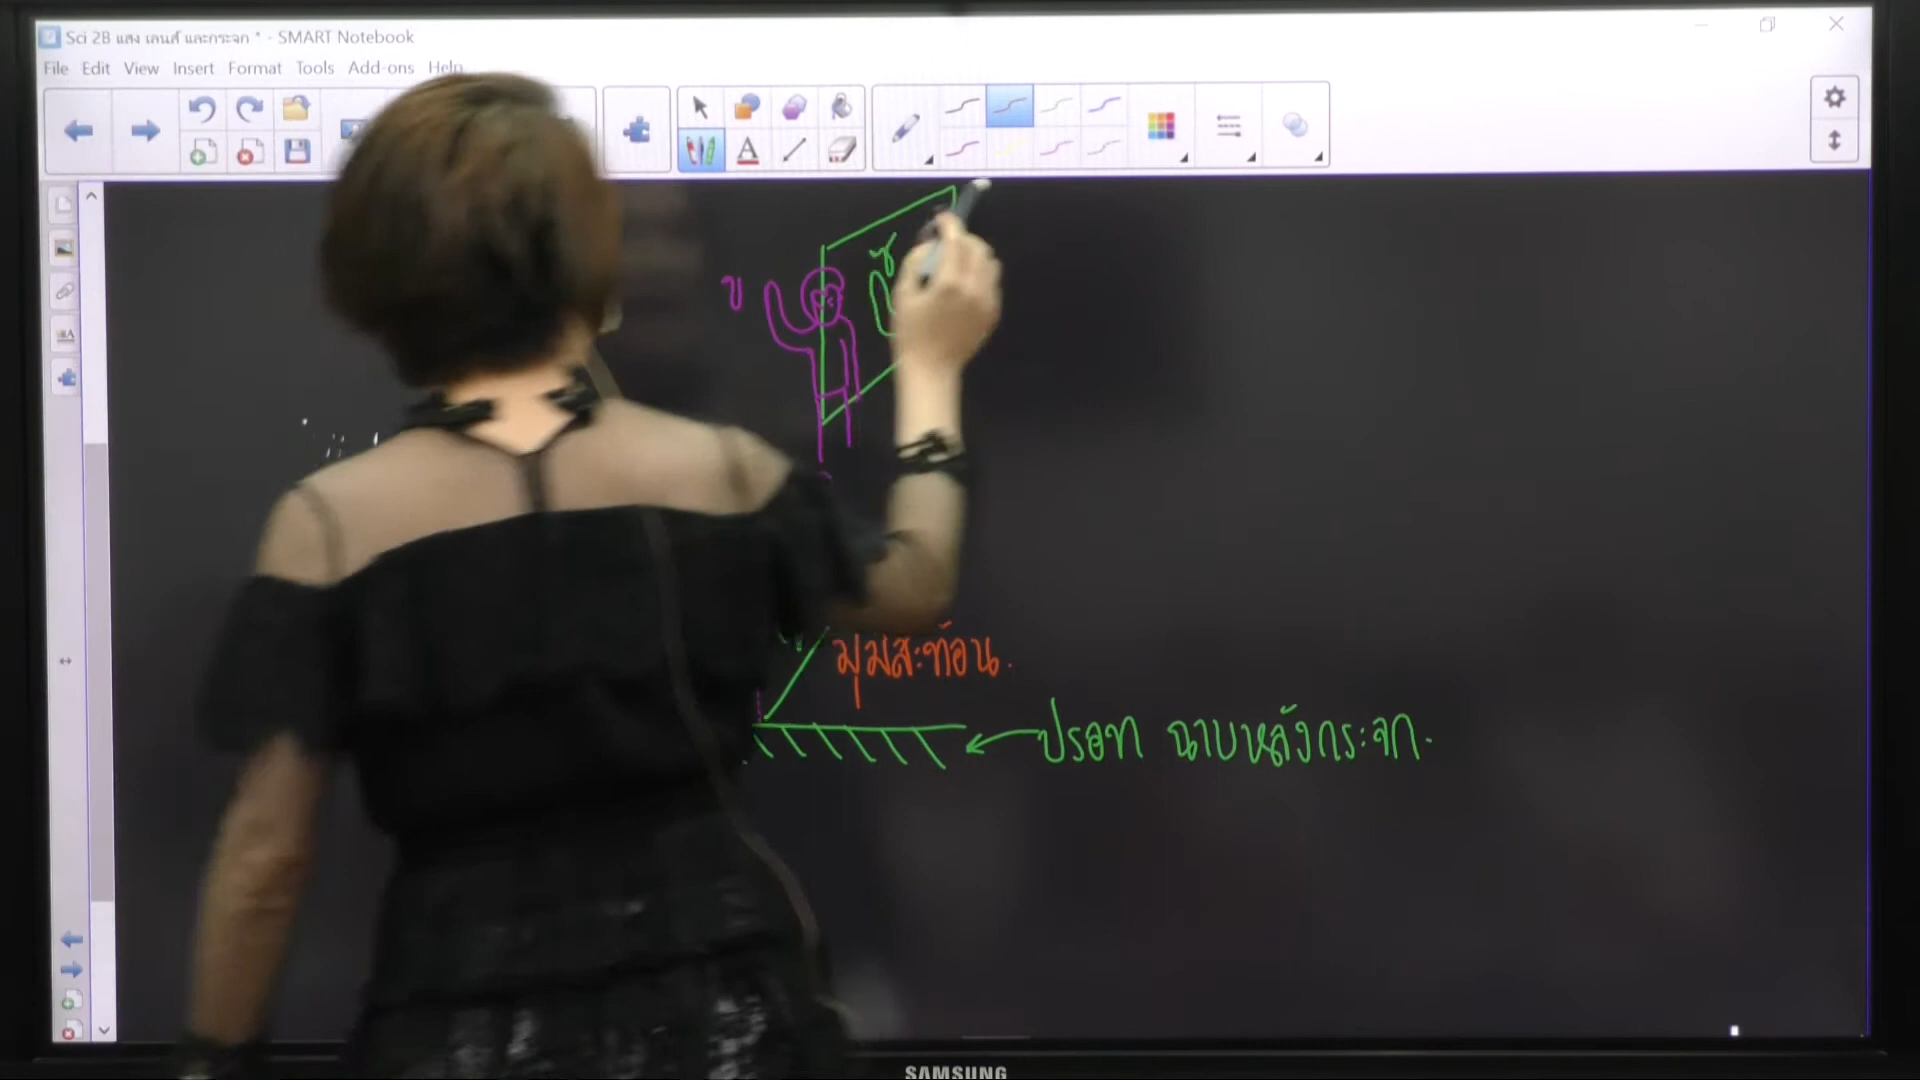 Sci 2B แสง เลนส์ และกระจก * - SMART Notebook
File Edit View Insert Format Tools Add-ons Help
ข
ซ
มุมสะท้อน.
ปรอท ฉาบหลังกระจก.
SAMSUNG